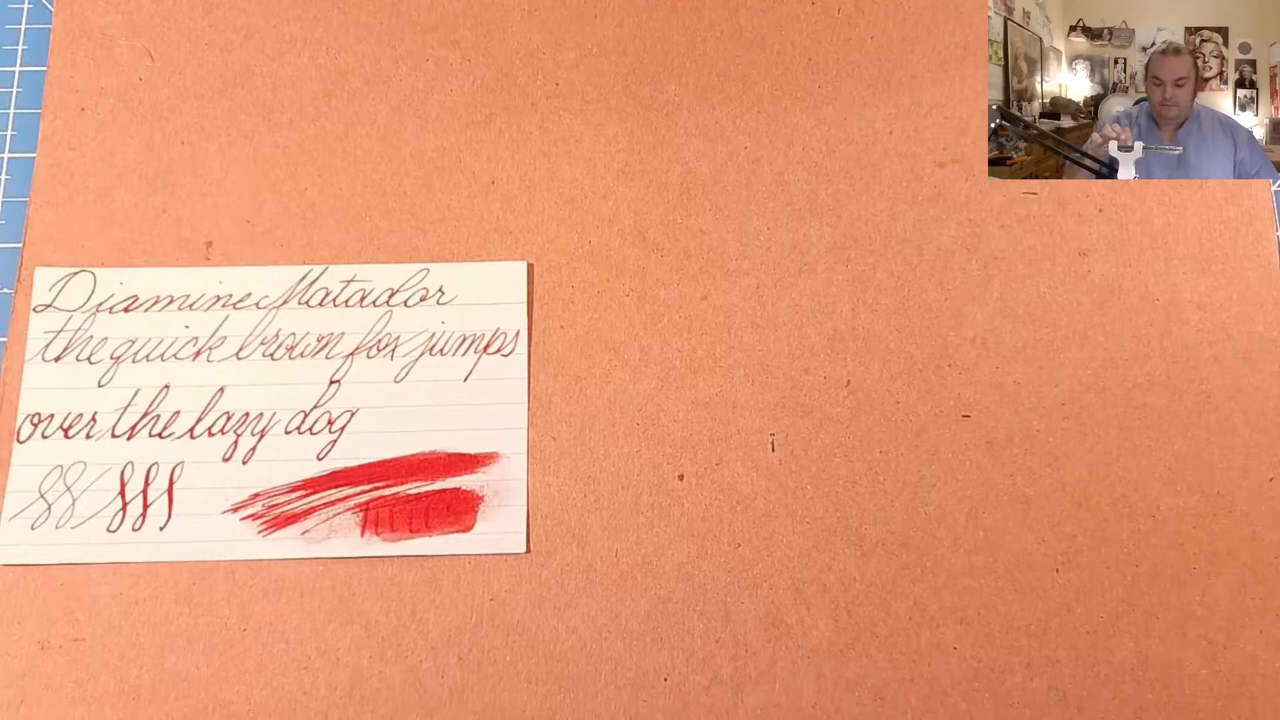 Diamine Matador
the quick brown fox jumps
over the lazy dog